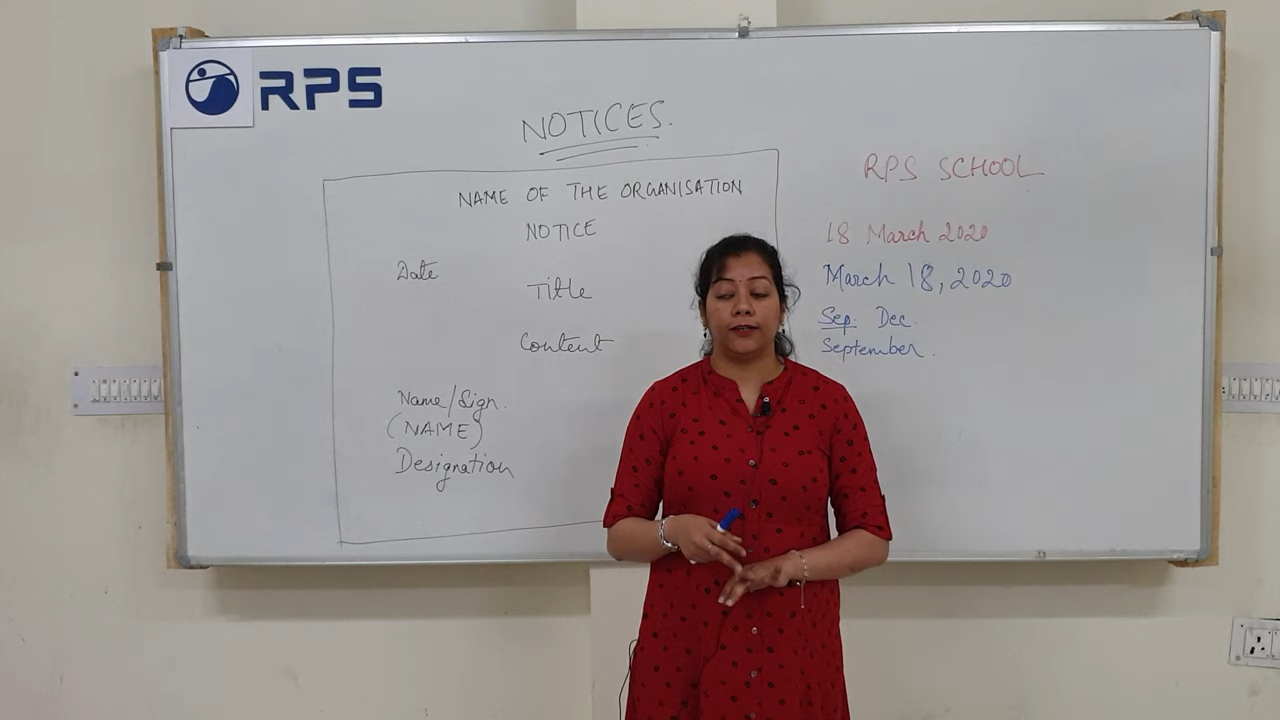 RPS
NOTICES.
NAME OF THE ORGANISATION
NOTICE
Date
Title
Content
Name/Sign.
(NAME)
Designation
RPS SCHOOL
18 March 2020
March 18, 2020
Sep. Dec.
September.